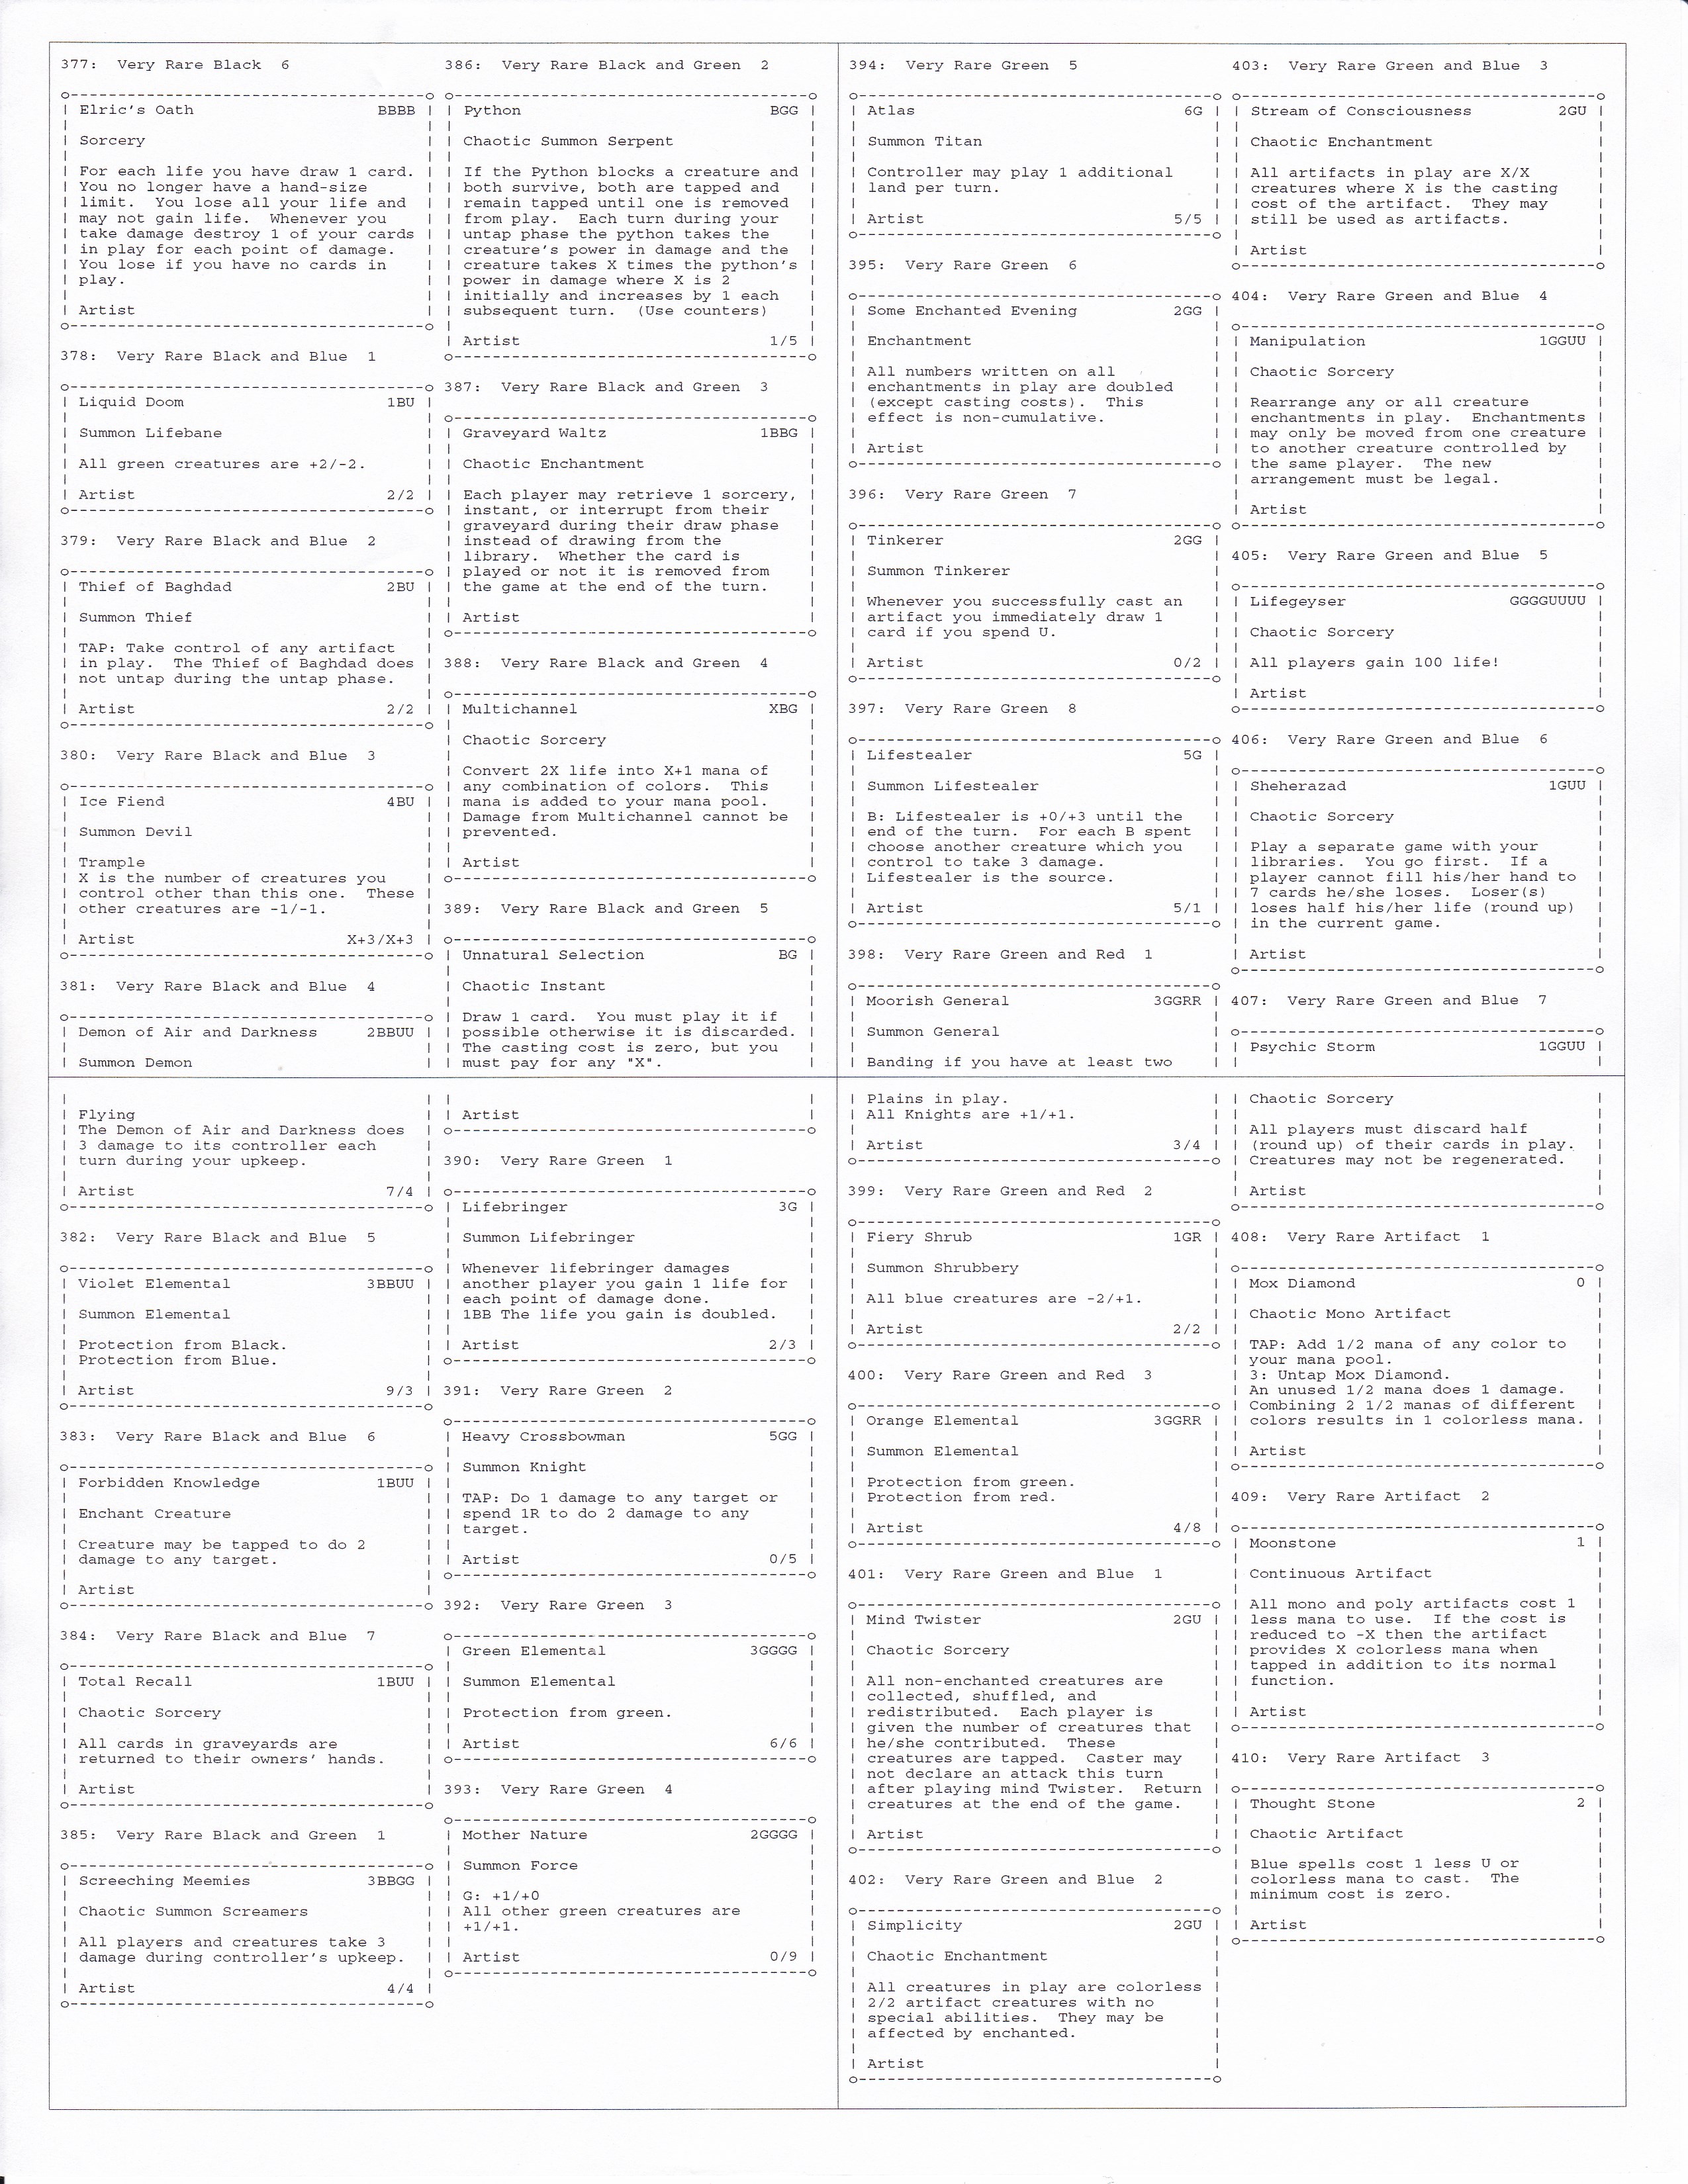 377:  Very Rare Black  6
Elric's Oath BBBB
Sorcery
For each life you have draw 1 card.
You no longer have a hand-size
limit.  You lose all your life and
may not gain life.  Whenever you
take damage destroy 1 of your cards
in play for each point of damage.
You lose if you have no cards in
play.
Artist
378:  Very Rare Black and Blue  1
Liquid Doom 1BU
Summon Lifebane
All green creatures are +2/-2.
Artist 2/2
379:  Very Rare Black and Blue  2
Thief of Baghdad 2BU
Summon Thief
TAP: Take control of any artifact
in play.  The Thief of Baghdad does
not untap during the untap phase.
Artist 2/2
380:  Very Rare Black and Blue  3
Ice Fiend 4BU
Summon Devil
Trample
X is the number of creatures you
control other than this one.  These
other creatures are -1/-1.
Artist X+3/X+3
381:  Very Rare Black and Blue  4
Demon of Air and Darkness 2BBUU
Summon Demon
386:  Very Rare Black and Green  2
Python BGG
Chaotic Summon Serpent
If the Python blocks a creature and
both survive, both are tapped and
remain tapped until one is removed
from play.  Each turn during your
untap phase the python takes the
creature's power in damage and the
creature takes X times the python's
power in damage where X is 2
initially and increases by 1 each
subsequent turn.  (Use counters)
Artist 1/5
387:  Very Rare Black and Green  3
Graveyard Waltz 1BBG
Chaotic Enchantment
Each player may retrieve 1 sorcery,
instant, or interrupt from their
graveyard during their draw phase
instead of drawing from the
library.  Whether the card is
played or not it is removed from
the game at the end of the turn.
Artist
388:  Very Rare Black and Green  4
Multichannel XBG
Chaotic Sorcery
Convert 2X life into X+1 mana of
any combination of colors.  This
mana is added to your mana pool.
Damage from Multichannel cannot be
prevented.
Artist
389:  Very Rare Black and Green  5
Unnatural Selection BG
Chaotic Instant
Draw 1 card.  You must play it if
possible otherwise it is discarded.
The casting cost is zero, but you
must pay for any "X".
394:  Very Rare Green  5
Atlas 6G
Summon Titan
Controller may play 1 additional
land per turn.
Artist 5/5
395:  Very Rare Green  6
Some Enchanted Evening 2GG
Enchantment
All numbers written on all
enchantments in play are doubled
(except casting costs).  This
effect is non-cumulative.
Artist
396:  Very Rare Green  7
Tinkerer 2GG
Summon Tinkerer
Whenever you successfully cast an
artifact you immediately draw 1
card if you spend U.
Artist 0/2
397:  Very Rare Green  8
Lifestealer 5G
Summon Lifestealer
B: Lifestealer is +0/+3 until the
end of the turn.  For each B spent
choose another creature which you
control to take 3 damage.
Lifestealer is the source.
Artist 5/1
398:  Very Rare Green and Red  1
Moorish General 3GGRR
Summon General
Banding if you have at least two
403:  Very Rare Green and Blue  3
Stream of Consciousness 2GU
Chaotic Enchantment
All artifacts in play are X/X
creatures where X is the casting
cost of the artifact.  They may
still be used as artifacts.
Artist
404:  Very Rare Green and Blue  4
Manipulation 1GGUU
Chaotic Sorcery
Rearrange any or all creature
enchantments in play.  Enchantments
may only be moved from one creature
to another creature controlled by
the same player.  The new
arrangement must be legal.
Artist
405:  Very Rare Green and Blue  5
Lifegeyser GGGGUUUU
Chaotic Sorcery
All players gain 100 life!
Artist
406:  Very Rare Green and Blue  6
Sheherazad 1GUU
Chaotic Sorcery
Play a separate game with your
libraries.  You go first.  If a
player cannot fill his/her hand to
7 cards he/she loses.  Loser(s)
loses half his/her life (round up)
in the current game.
Artist
407:  Very Rare Green and Blue  7
Psychic Storm 1GGUU
Flying
The Demon of Air and Darkness does
3 damage to its controller each
turn during your upkeep.
Artist 7/4
382:  Very Rare Black and Blue  5
Violet Elemental 3BBUU
Summon Elemental
Protection from Black.
Protection from Blue.
Artist 9/3
383:  Very Rare Black and Blue  6
Forbidden Knowledge 1BUU
Enchant Creature
Creature may be tapped to do 2
damage to any target.
Artist
384:  Very Rare Black and Blue  7
Total Recall 1BUU
Chaotic Sorcery
All cards in graveyards are
returned to their owners' hands.
Artist
385:  Very Rare Black and Green  1
Screeching Meemies 3BBGG
Chaotic Summon Screamers
All players and creatures take 3
damage during controller's upkeep.
Artist 4/4
Artist
390:  Very Rare Green  1
Lifebringer 3G
Summon Lifebringer
Whenever lifebringer damages
another player you gain 1 life for
each point of damage done.
1BB The life you gain is doubled.
Artist 2/3
391:  Very Rare Green  2
Heavy Crossbowman 5GG
Summon Knight
TAP: Do 1 damage to any target or
spend 1R to do 2 damage to any
target.
Artist 0/5
392:  Very Rare Green  3
Green Elemental 3GGGG
Summon Elemental
Protection from green.
Artist 6/6
393:  Very Rare Green  4
Mother Nature 2GGGG
Summon Force
G: +1/+0
All other green creatures are
+1/+1.
Artist 0/9
Plains in play.
All Knights are +1/+1.
Artist 3/4
399:  Very Rare Green and Red  2
Fiery Shrub 1GR
Summon Shrubbery
All blue creatures are -2/+1.
Artist 2/2
400:  Very Rare Green and Red  3
Orange Elemental 3GGRR
Summon Elemental
Protection from green.
Protection from red.
Artist 4/8
401:  Very Rare Green and Blue  1
Mind Twister 2GU
Chaotic Sorcery
All non-enchanted creatures are
collected, shuffled, and
redistributed.  Each player is
given the number of creatures that
he/she contributed.  These
creatures are tapped.  Caster may
not declare an attack this turn
after playing mind Twister.  Return
creatures at the end of the game.
Artist
402:  Very Rare Green and Blue  2
Simplicity 2GU
Chaotic Enchantment
All creatures in play are colorless
2/2 artifact creatures with no
special abilities.  They may be
affected by enchanted.
Artist
Chaotic Sorcery
All players must discard half
(round up) of their cards in play.
Creatures may not be regenerated.
Artist
408:  Very Rare Artifact  1
Mox Diamond 0
Chaotic Mono Artifact
TAP: Add 1/2 mana of any color to
your mana pool.
3: Untap Mox Diamond.
An unused 1/2 mana does 1 damage.
Combining 2 1/2 manas of different
colors results in 1 colorless mana.
Artist
409:  Very Rare Artifact  2
Moonstone 1
Continuous Artifact
All mono and poly artifacts cost 1
less mana to use.  If the cost is
reduced to -X then the artifact
provides X colorless mana when
tapped in addition to its normal
function.
Artist
410:  Very Rare Artifact  3
Thought Stone 2
Chaotic Artifact
Blue spells cost 1 less U or
colorless mana to cast.  The
minimum cost is zero.
Artist